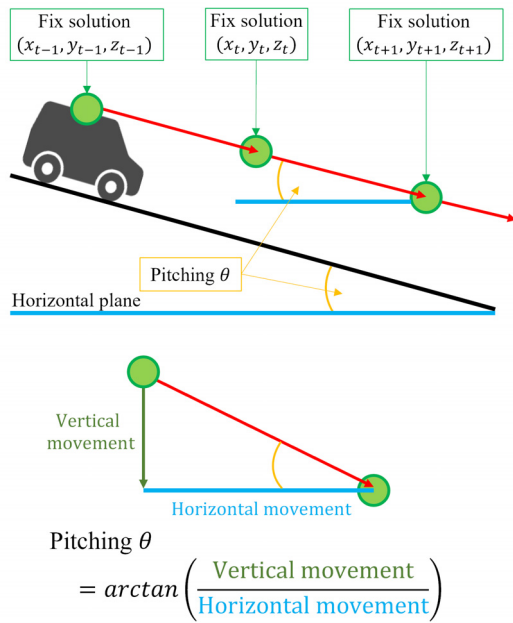 Fix solution
(x_{t−1}, y_{t−1}, z_{t−1})
Fix solution
(x_t, y_t, z_t)
Fix solution
(x_{t+1}, y_{t+1}, z_{t+1})
Pitching θ
Horizontal plane
Vertical
movement
Horizontal movement
Pitching θ
= arctan(Vertical movement / Horizontal movement)